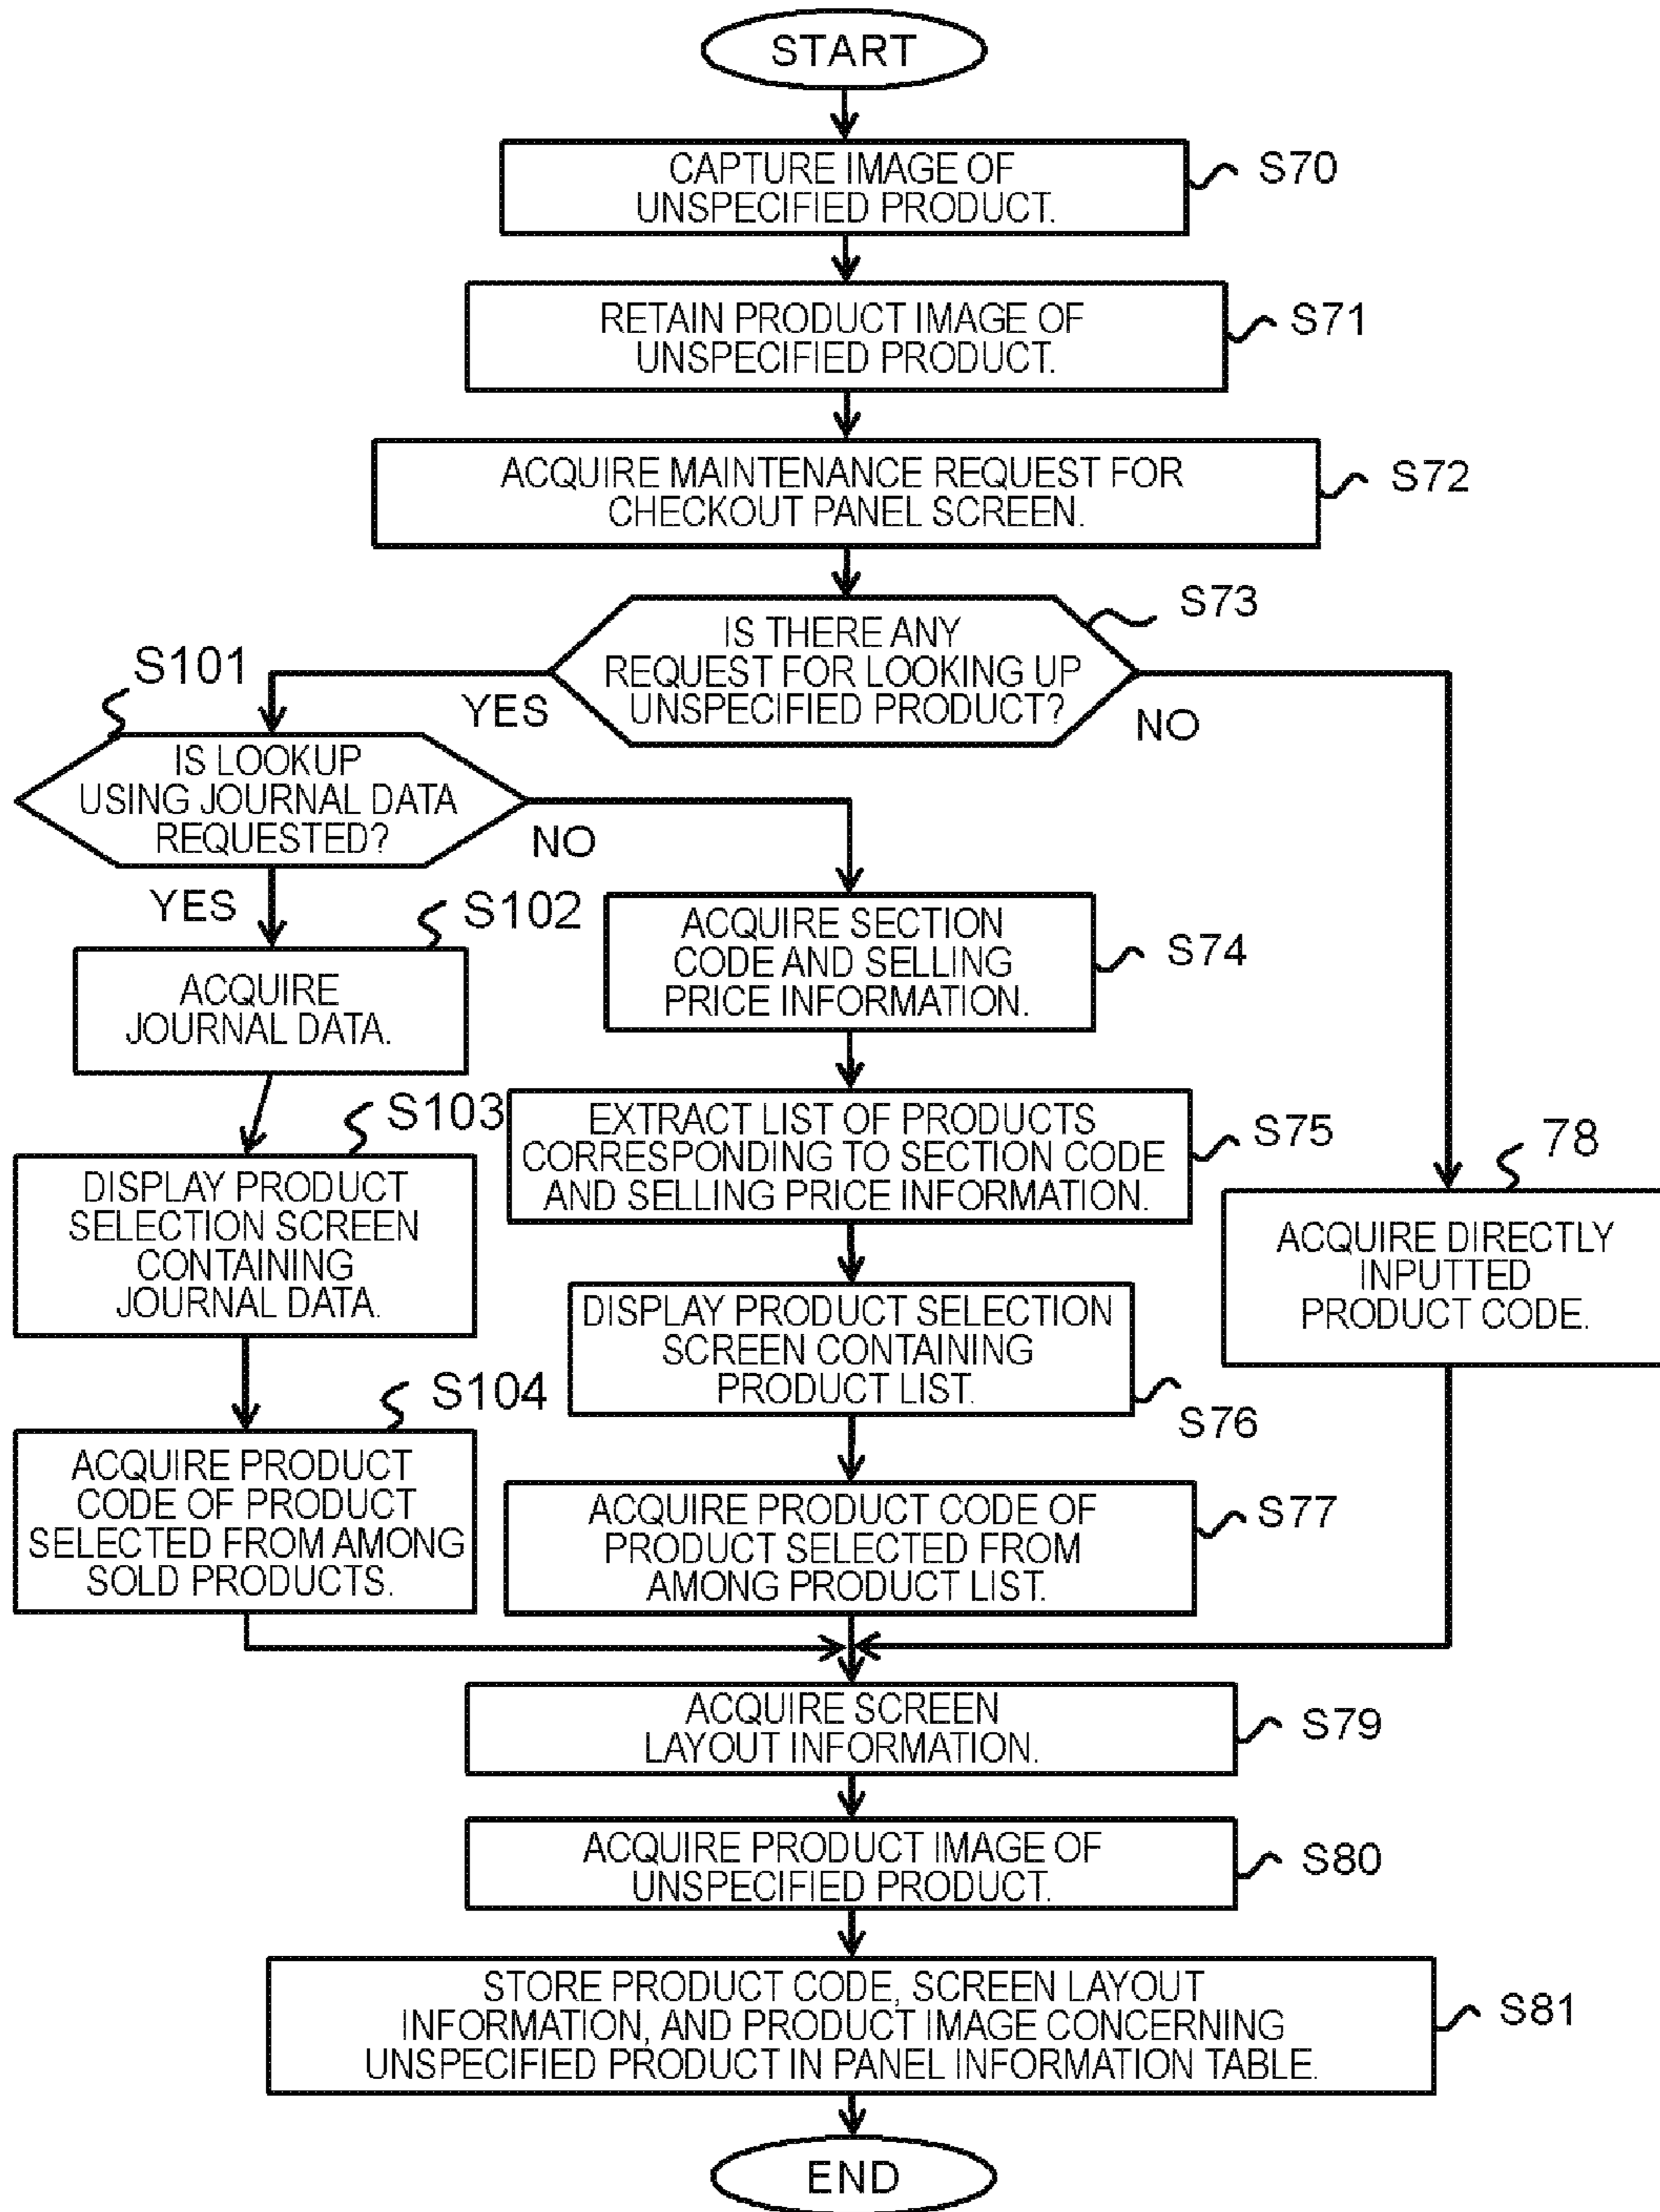 START
CAPTURE IMAGE OF
UNSPECIFIED PRODUCT.
S70
RETAIN PRODUCT IMAGE OF
UNSPECIFIED PRODUCT.
S71
ACQUIRE MAINTENANCE REQUEST FOR
CHECKOUT PANEL SCREEN.
S72
IS THERE ANY
REQUEST FOR LOOKING UP
UNSPECIFIED PRODUCT?
S73
YES
NO
S101
IS LOOKUP
USING JOURNAL DATA
REQUESTED?
NO
YES
S102
ACQUIRE
JOURNAL DATA.
S103
DISPLAY PRODUCT
SELECTION SCREEN
CONTAINING
JOURNAL DATA.
S104
ACQUIRE PRODUCT
CODE OF PRODUCT
SELECTED FROM AMONG
SOLD PRODUCTS.
ACQUIRE SECTION
CODE AND SELLING
PRICE INFORMATION.
S74
EXTRACT LIST OF PRODUCTS
CORRESPONDING TO SECTION CODE
AND SELLING PRICE INFORMATION.
S75
DISPLAY PRODUCT SELECTION
SCREEN CONTAINING
PRODUCT LIST.
S76
ACQUIRE PRODUCT CODE OF
PRODUCT SELECTED FROM
AMONG PRODUCT LIST.
S77
78
ACQUIRE DIRECTLY
INPUTTED
PRODUCT CODE.
ACQUIRE SCREEN
LAYOUT INFORMATION.
S79
ACQUIRE PRODUCT IMAGE OF
UNSPECIFIED PRODUCT.
S80
STORE PRODUCT CODE, SCREEN LAYOUT
INFORMATION, AND PRODUCT IMAGE CONCERNING
UNSPECIFIED PRODUCT IN PANEL INFORMATION TABLE.
S81
END